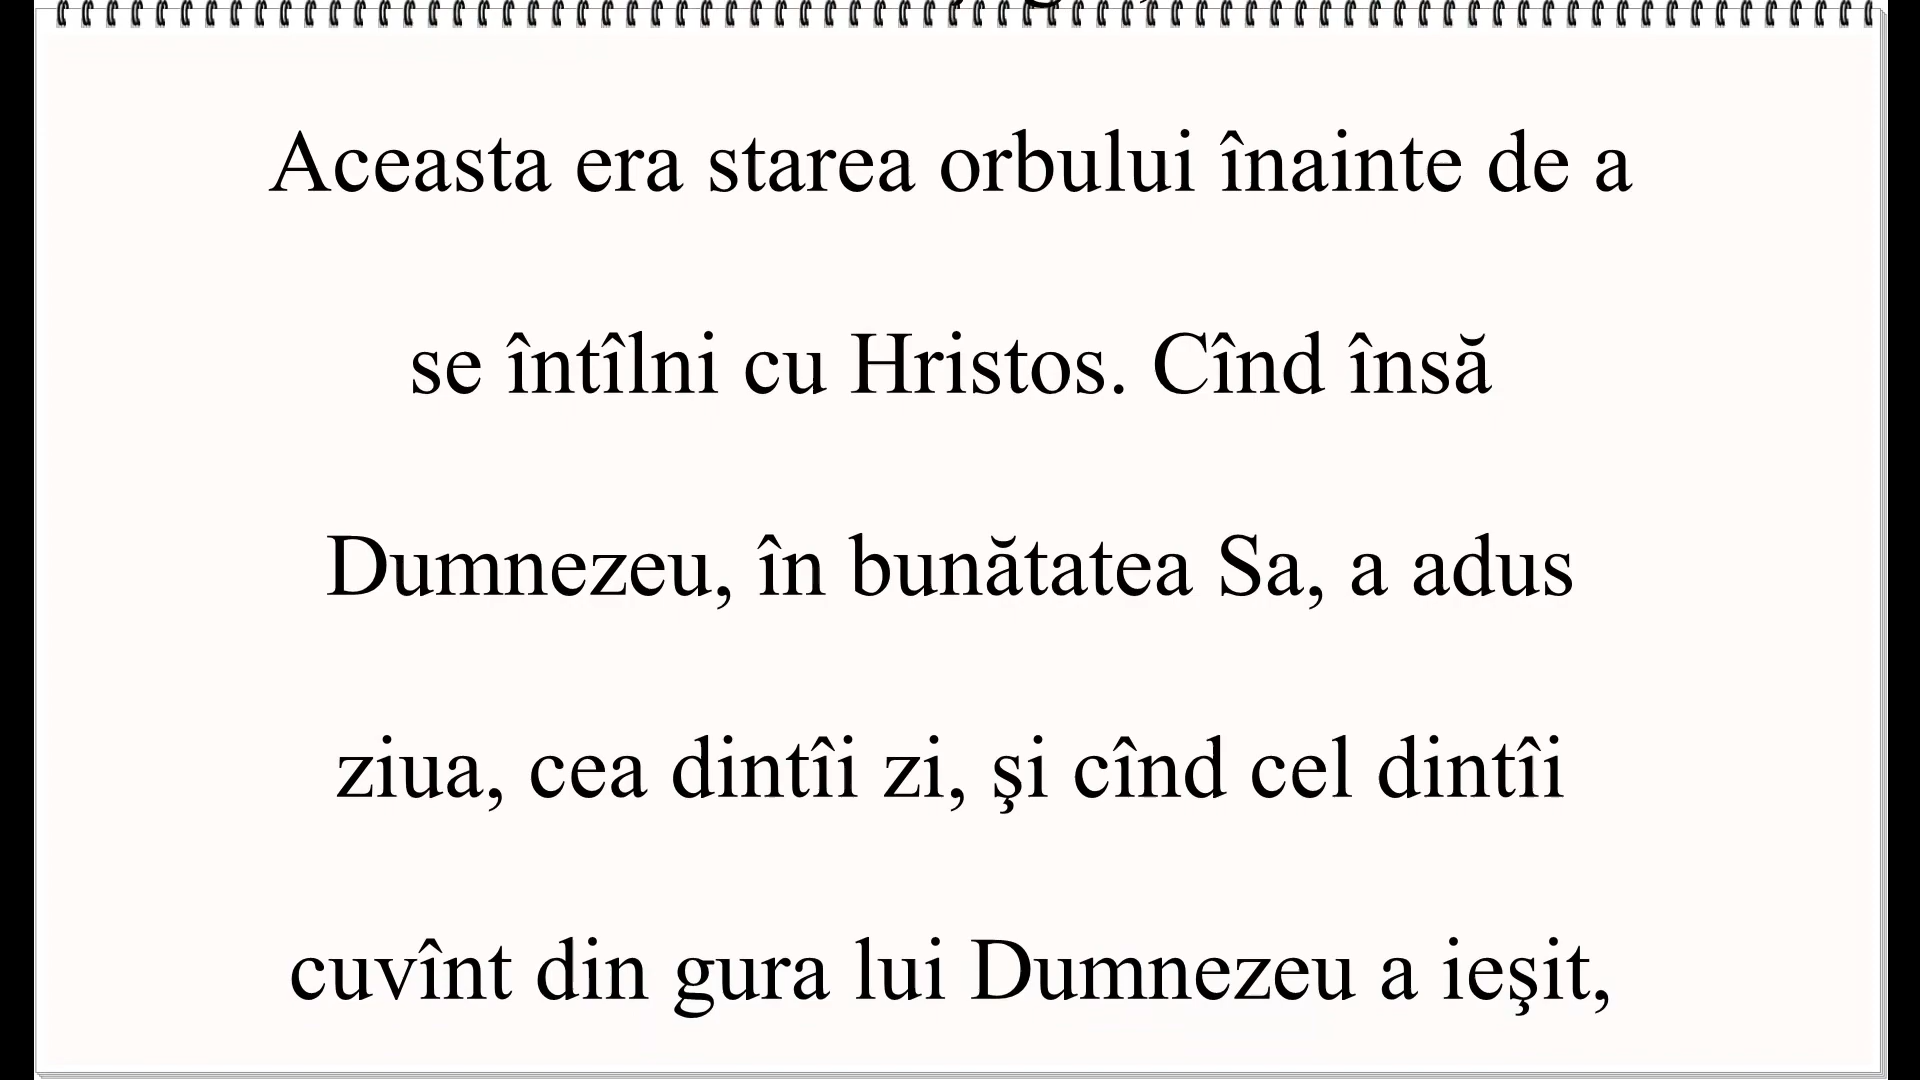 Aceasta era starea orbului înainte de a
se întîlni cu Hristos. Cînd însă
Dumnezeu, în bunătatea Sa, a adus
ziua, cea dintîi zi, şi cînd cel dintîi
cuvînt din gura lui Dumnezeu a ieşit,